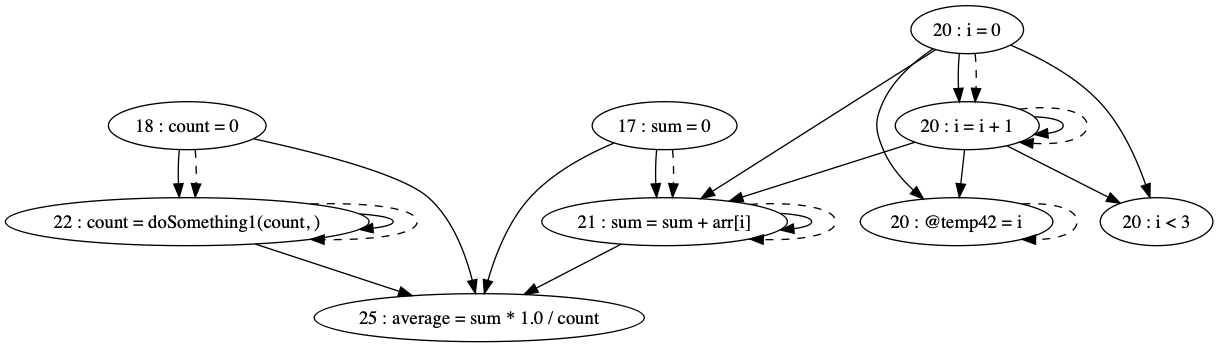 20 : i = 0
18 : count = 0
17 : sum = 0
20 : i = i + 1
22 : count = doSomething1(count, )
21 : sum = sum + arr[i]
20 : @temp42 = i
20 : i < 3
25 : average = sum * 1.0 / count